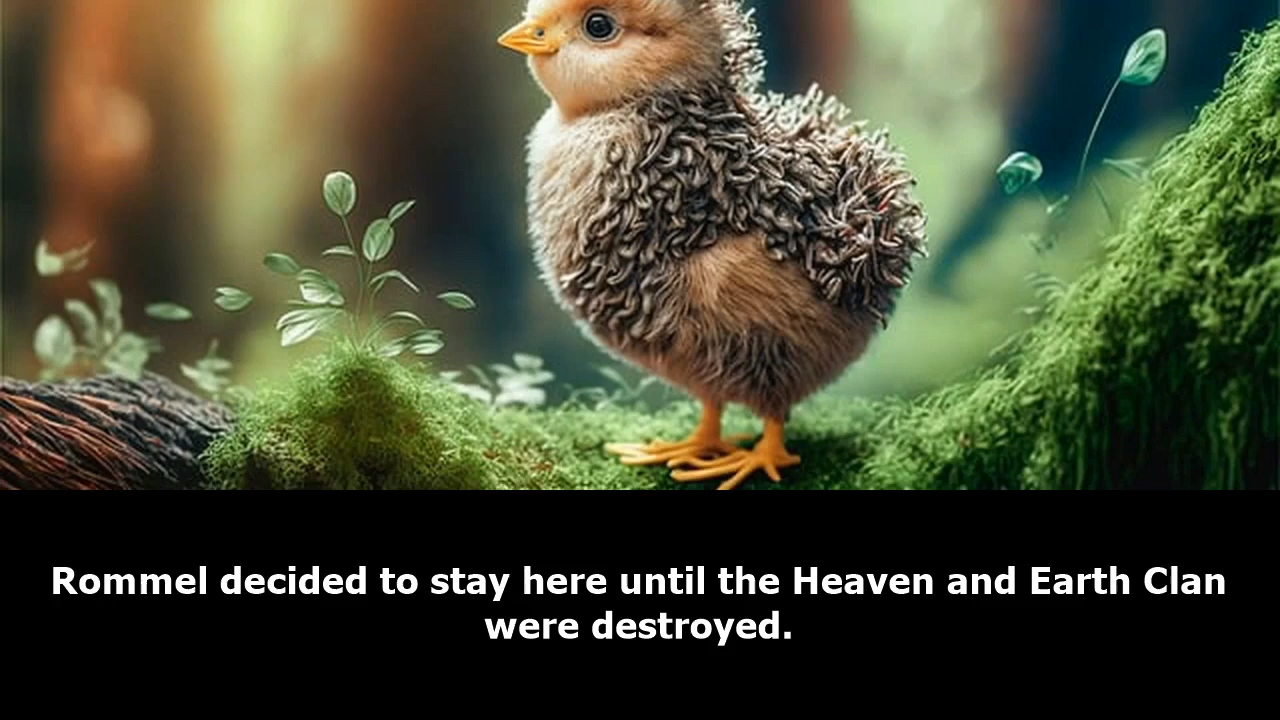 Rommel decided to stay here until the Heaven and Earth Clan
were destroyed.